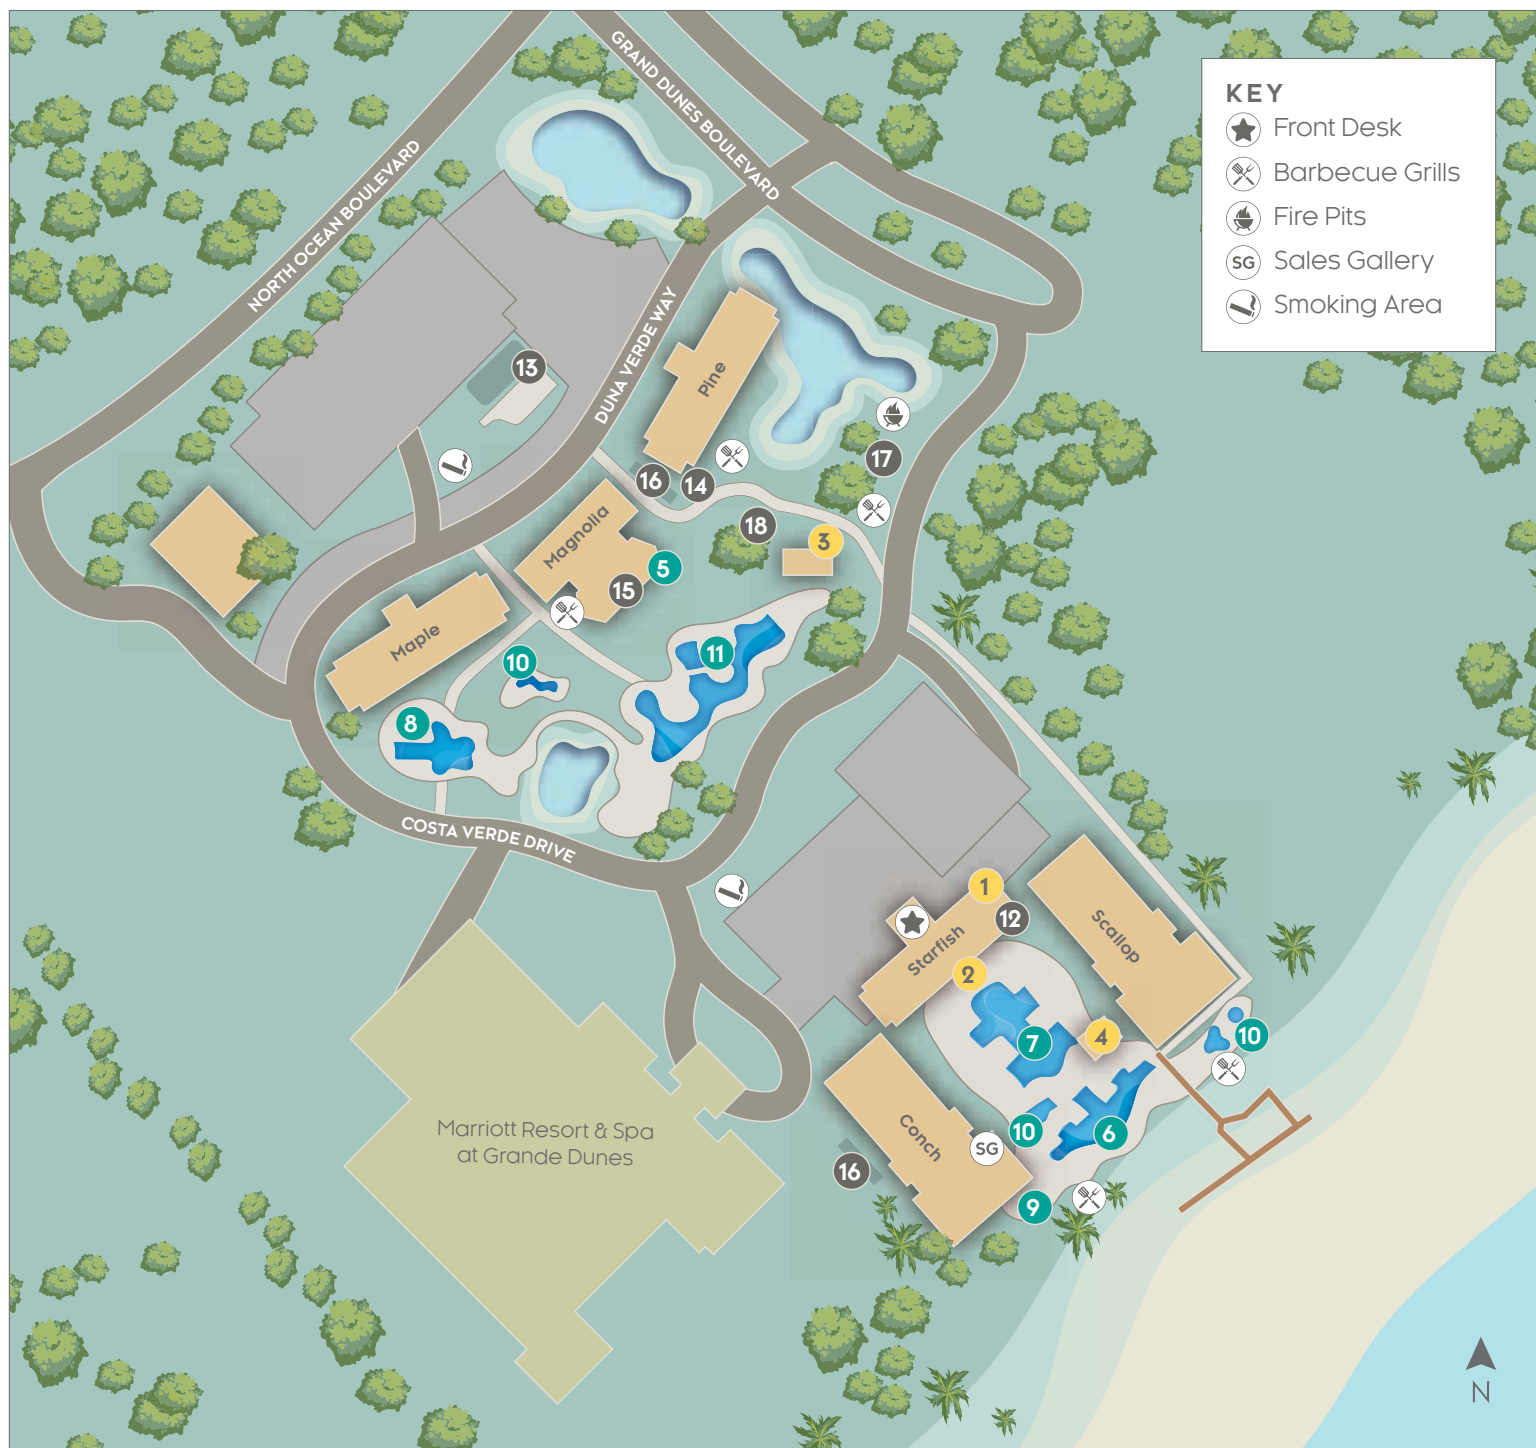 GRAND DUNES BOULEVARD
NORTH OCEAN BOULEVARD
KEY
Front Desk
Barbecue Grills
Fire Pits
SG Sales Gallery
Smoking Area
DUNA VERDE WAY
13
Pine
17
16
14
18
3
Magnolia
5
15
Maple
10
11
8
COSTA VERDE DRIVE
1
12
Starfish
2
Scallop
7
4
10
10
6
Conch
SG
16
9
Marriott Resort & Spa
at Grande Dunes
N